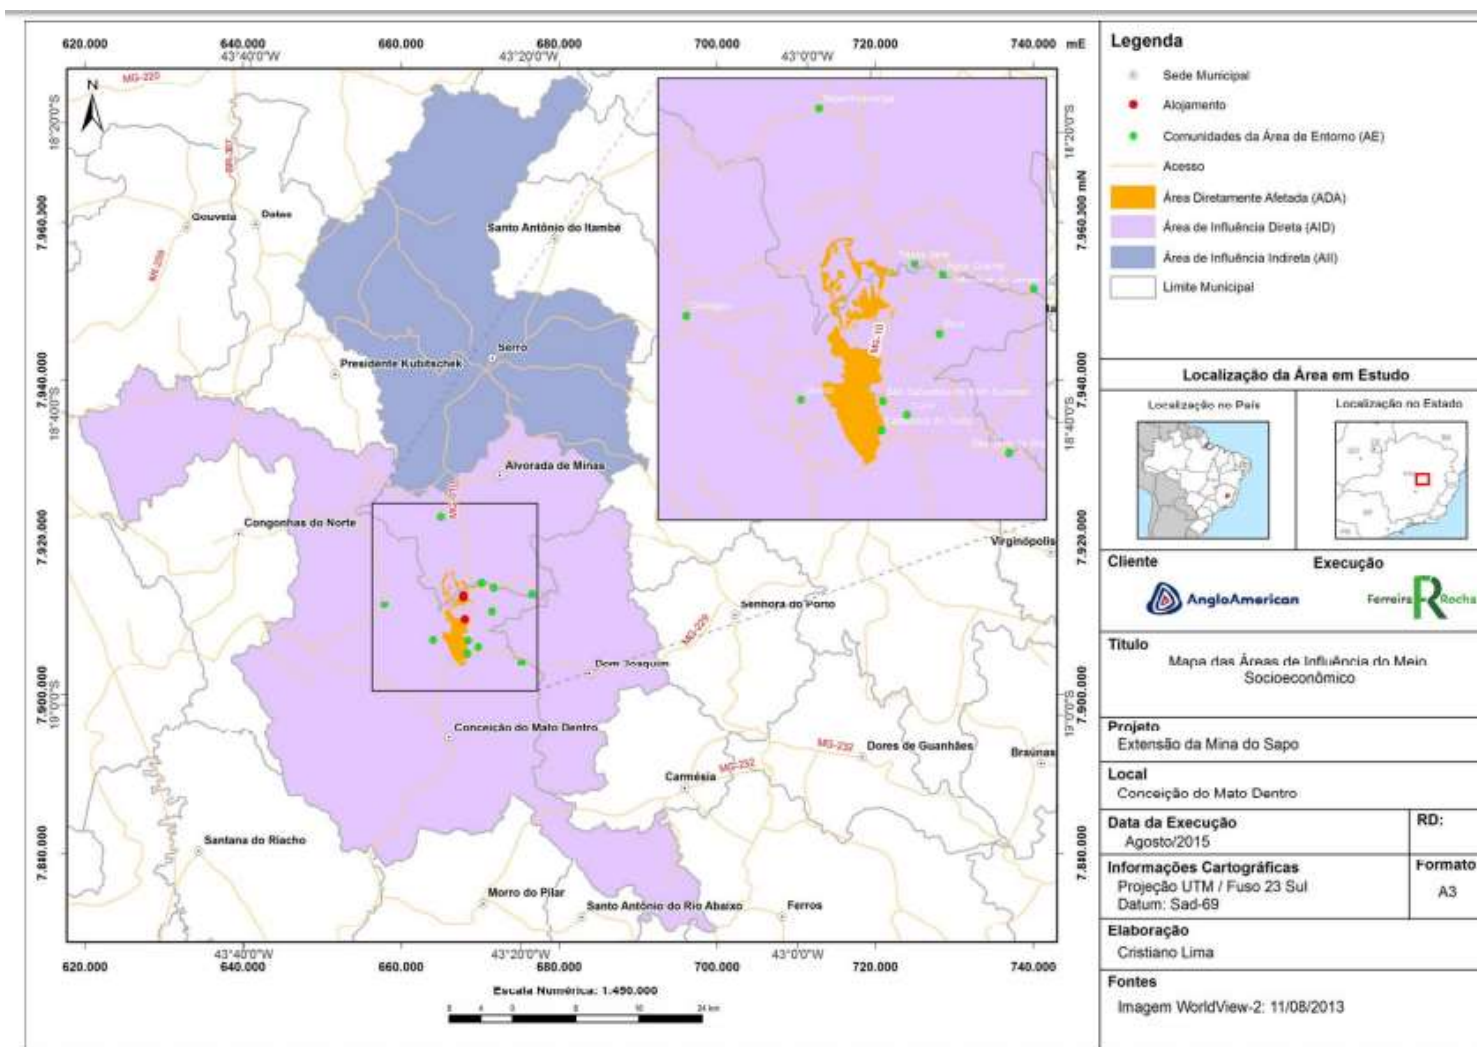 620.000 640.000 660.000 680.000 700.000 720.000 740.000 mE
43°40'0"W 43°20'0"W 43°0'0"W
N
MG-220
18°20'0"S
18°20'0"S
7.960.000
7.960.000 mN
Gouveia
Datas
Santo Antônio do Itambé
Serro
Presidente Kubitschek
7.940.000
7.940.000
18°40'0"S
18°40'0"S
Alvorada de Minas
MG-010
Congonhas do Norte
7.920.000
7.920.000
Virginópolis
Senhora do Porto
MG-229
Dom Joaquim
7.900.000
7.900.000
19°0'0"S
19°0'0"S
Conceição do Mato Dentro
MG-232
Dores de Guanhães
MG-232
Braúnas
Carmésia
Santana do Riacho
7.880.000
7.880.000
Morro do Pilar
Santo Antônio do Rio Abaixo
Ferros
43°40'0"W 43°20'0"W 43°0'0"W
620.000 640.000 660.000 680.000 700.000 720.000 740.000
Escala Numérica: 1:450.000
24 km
Legenda
Sede Municipal
Alojamento
Comunidades da Área de Entorno (AE)
Acesso
Área Diretamente Afetada (ADA)
Área de Influência Direta (AID)
Área de Influência Indireta (AII)
Limite Municipal
Localização da Área em Estudo
Localização no País
Localização no Estado
Cliente
Execução
AngloAmerican
Ferreira Rocha
Título
Mapa das Áreas de Influência do Meio
Socioeconômico
Projeto
Extensão da Mina do Sapo
Local
Conceição do Mato Dentro
Data da Execução
RD:
Agosto/2015
Informações Cartográficas
Formato
Projeção UTM / Fuso 23 Sul
A3
Datum: Sad-69
Elaboração
Cristiano Lima
Fontes
Imagem WorldView-2: 11/08/2013